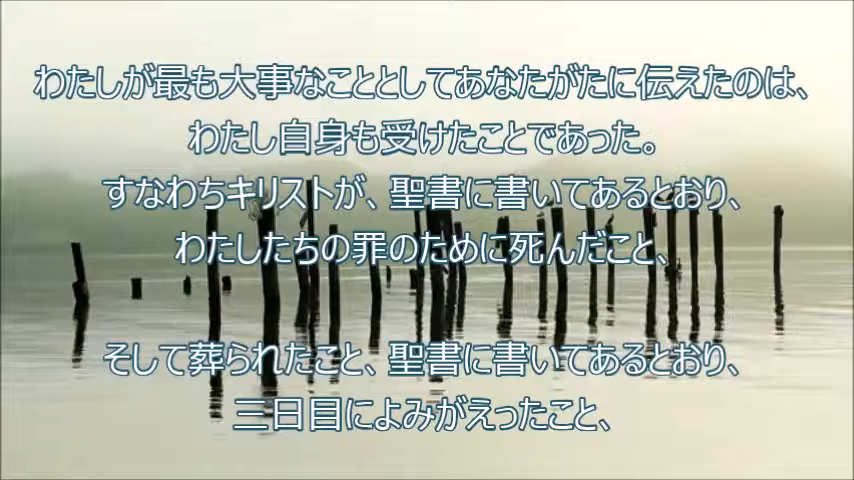 わたしが最も大事なこととしてあなたがたに伝えたのは、
わたし自身も受けたことであった。
すなわちキリストが、聖書に書いてあるとおり、
わたしたちの罪のために死んだこと、
そして葬られたこと、聖書に書いてあるとおり、
三日目によみがえったこと、